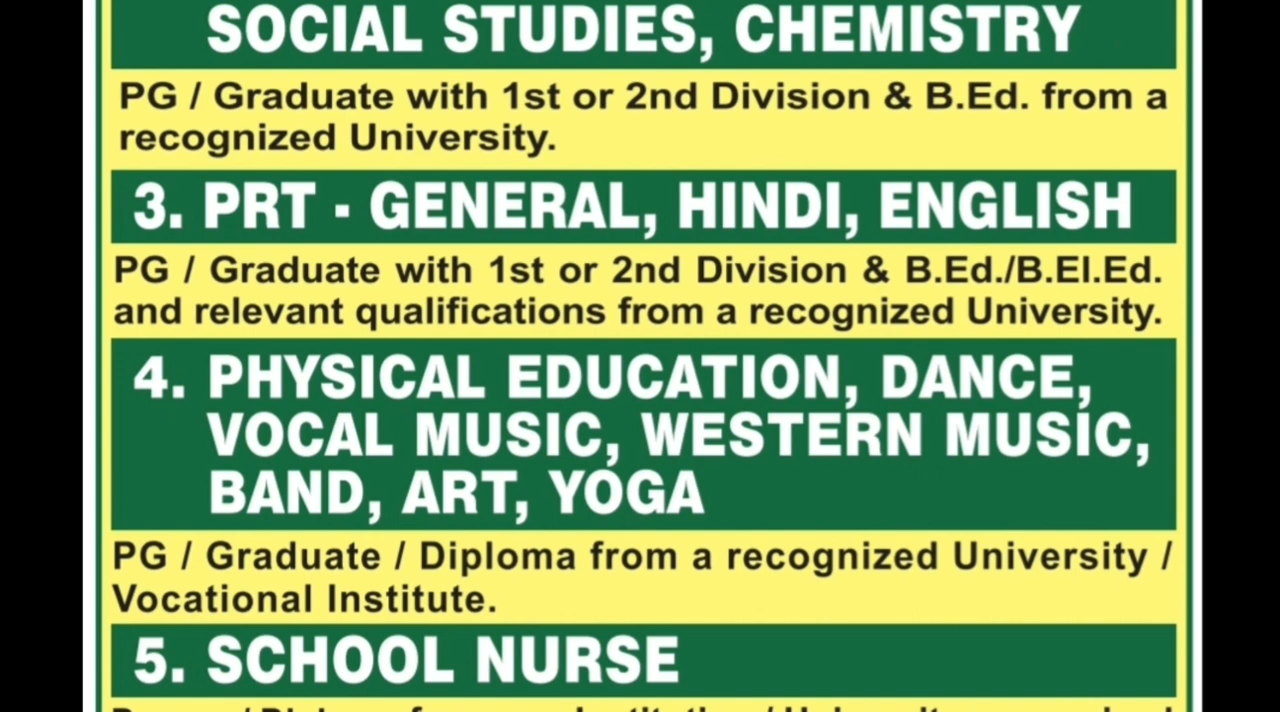 SOCIAL STUDIES, CHEMISTRY
PG / Graduate with 1st or 2nd Division & B.Ed. from a
recognized University.
3. PRT - GENERAL, HINDI, ENGLISH
PG / Graduate with 1st or 2nd Division & B.Ed./B.El.Ed.
and relevant qualifications from a recognized University.
4. PHYSICAL EDUCATION, DANCE,
VOCAL MUSIC, WESTERN MUSIC,
BAND, ART, YOGA
PG / Graduate / Diploma from a recognized University /
Vocational Institute.
5. SCHOOL NURSE